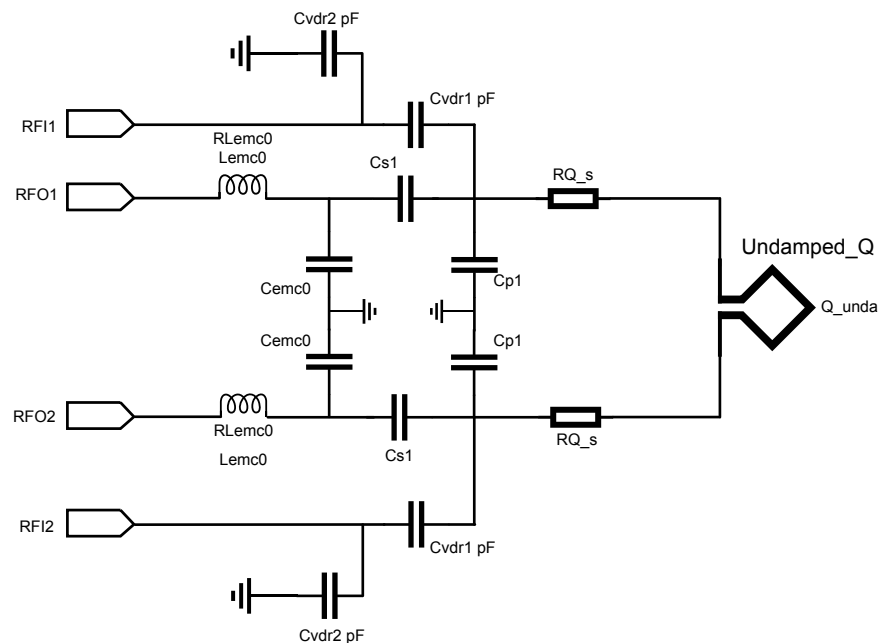 Cvdr2 pF
Cvdr1 pF
RFI1
RLemc0
Lemc0
Cs1
RQ_s
RFO1
Undamped_Q
Cemc0
Cp1
Q_unda
Cemc0
Cp1
RFO2
RLemc0
Lemc0
Cs1
RQ_s
RFI2
Cvdr1 pF
Cvdr2 pF